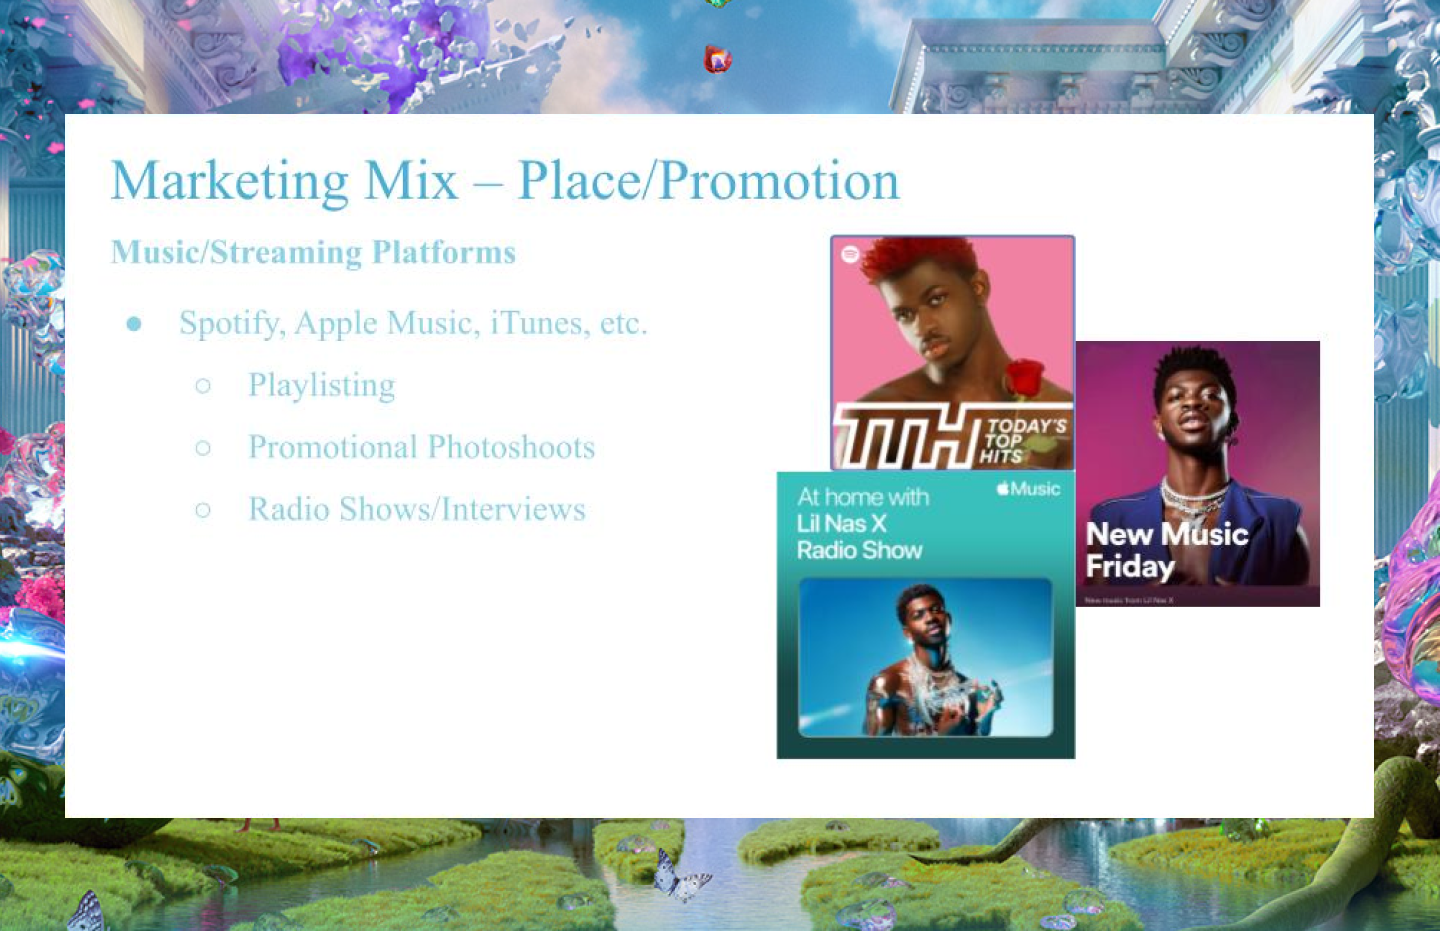 Marketing Mix – Place/Promotion
Music/Streaming Platforms
● Spotify, Apple Music, iTunes, etc.
○ Playlisting
○ Promotional Photoshoots
○ Radio Shows/Interviews
TTH TODAY'S
TOP
HITS
At home with
Lil Nas X
Radio Show
Music
New Music
Friday
New music from Lil Nas X